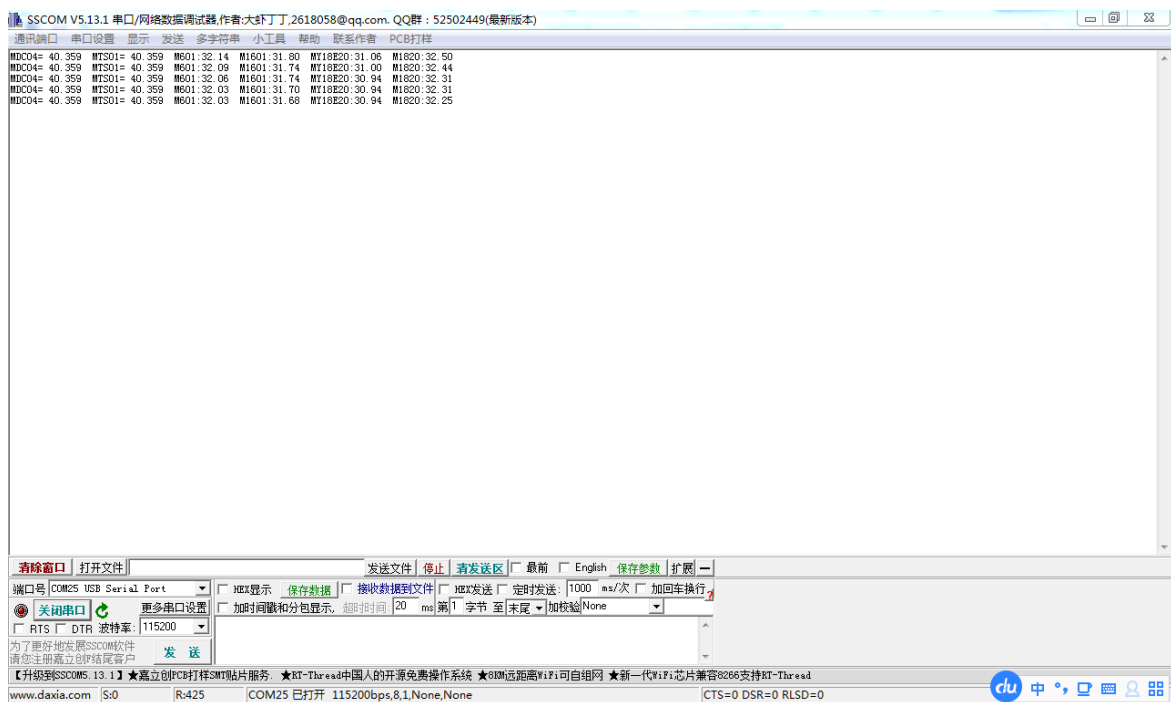 SSCOM V5.13.1 串口/网络数据调试器,作者:大虾丁丁,2618058@qq.com. QQ群：52502449(最新版本)
通讯端口 串口设置 显示 发送 多字符串 小工具 帮助 联系作者 PCB打样
MDC04= 40.359 MTS01= 40.359 M601:32.14 M1601:31.80 MY18E20:31.06 M1820:32.50
MDC04= 40.359 MTS01= 40.359 M601:32.09 M1601:31.74 MY18E20:31.00 M1820:32.44
MDC04= 40.359 MTS01= 40.359 M601:32.06 M1601:31.74 MY18E20:30.94 M1820:32.31
MDC04= 40.359 MTS01= 40.359 M601:32.03 M1601:31.70 MY18E20:30.94 M1820:32.31
MDC04= 40.359 MTS01= 40.359 M601:32.03 M1601:31.68 MY18E20:30.94 M1820:32.25
清除窗口 打开文件 发送文件 停止 清发送区 最前 English 保存参数 扩展 —
端口号 COM25 USB Serial Port HEX显示 保存数据 接收数据到文件 HEX发送 定时发送: 1000 ms/次 加回车换行 ?
关闭串口 更多串口设置 加时间戳和分包显示, 超时时间: 20 ms 第1 字节 至 末尾 加校验 None
RTS DTR 波特率: 115200
为了更好地发展SSCOM软件
请您注册嘉立创F结尾客户
发 送
【升级到SSCOM5.13.1】★嘉立创PCB打样SMT贴片服务. ★RT-Thread中国人的开源免费操作系统 ★8KM远距离WiFi可自组网 ★新一代WiFi芯片兼容8266支持RT-Thread
www.daxia.com S:0 R:425 COM25 已打开 115200bps,8,1,None,None CTS=0 DSR=0 RLSD=0
du 中 °,